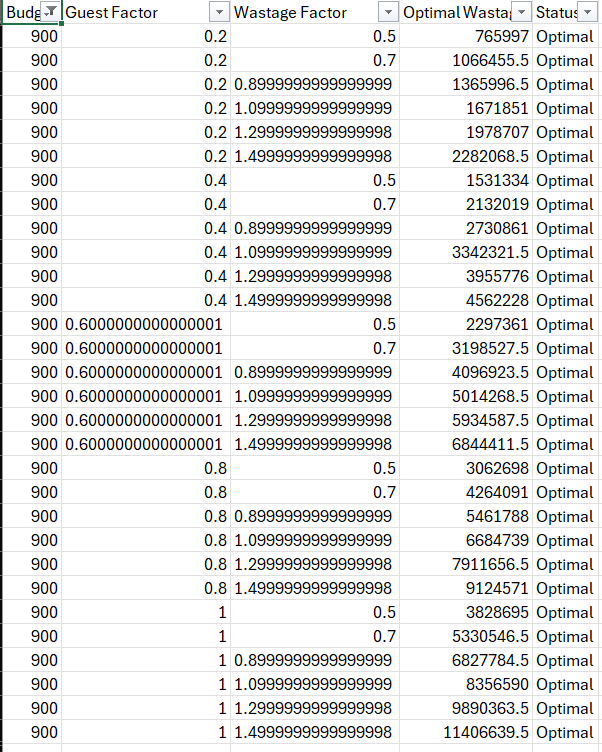 Budg Guest Factor Wastage Factor Optimal Wasta Status
900 0.2 0.5 765997 Optimal
900 0.2 0.7 1066455.5 Optimal
900 0.2 0.8999999999999999 1365996.5 Optimal
900 0.2 1.0999999999999999 1671851 Optimal
900 0.2 1.2999999999999998 1978707 Optimal
900 0.2 1.4999999999999998 2282068.5 Optimal
900 0.4 0.5 1531334 Optimal
900 0.4 0.7 2132019 Optimal
900 0.4 0.8999999999999999 2730861 Optimal
900 0.4 1.0999999999999999 3342321.5 Optimal
900 0.4 1.2999999999999998 3955776 Optimal
900 0.4 1.4999999999999998 4562228 Optimal
900 0.6000000000000001 0.5 2297361 Optimal
900 0.6000000000000001 0.7 3198527.5 Optimal
900 0.6000000000000001 0.8999999999999999 4096923.5 Optimal
900 0.6000000000000001 1.0999999999999999 5014268.5 Optimal
900 0.6000000000000001 1.2999999999999998 5934587.5 Optimal
900 0.6000000000000001 1.4999999999999998 6844411.5 Optimal
900 0.8 0.5 3062698 Optimal
900 0.8 0.7 4264091 Optimal
900 0.8 0.8999999999999999 5461788 Optimal
900 0.8 1.0999999999999999 6684739 Optimal
900 0.8 1.2999999999999998 7911656.5 Optimal
900 0.8 1.4999999999999998 9124571 Optimal
900 1 0.5 3828695 Optimal
900 1 0.7 5330546.5 Optimal
900 1 0.8999999999999999 6827784.5 Optimal
900 1 1.0999999999999999 8356590 Optimal
900 1 1.2999999999999998 9890363.5 Optimal
900 1 1.4999999999999998 11406639.5 Optimal